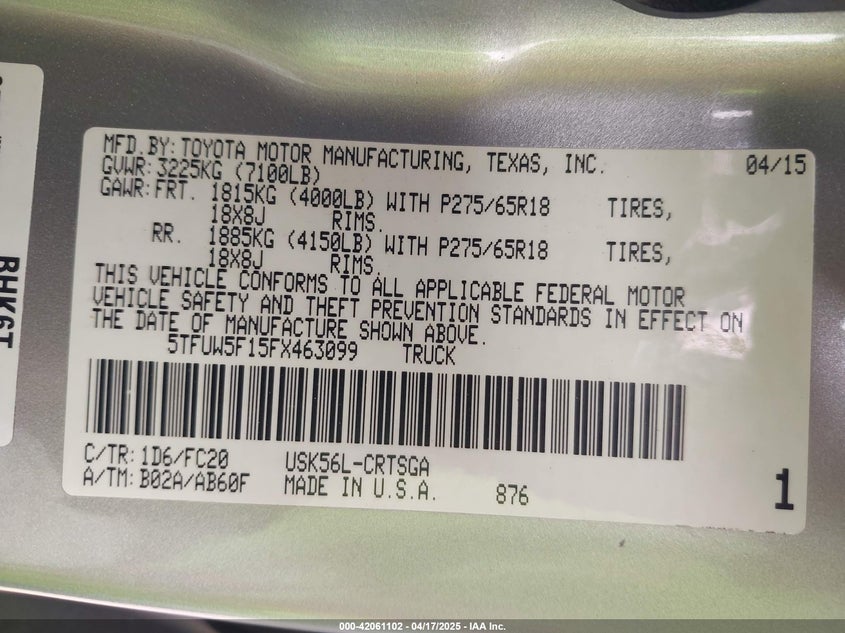 MFD.BY:TOYOTA MOTOR MANUFACTURING, TEXAS, INC. 04/15
GVWR:3225KG (7100LB)
GAWR:FRT. 1815KG (4000LB) WITH P275/65R18 TIRES,
18X8J RIMS.
RR. 1885KG (4150LB) WITH P275/65R18 TIRES,
18X8J RIMS.
THIS VEHICLE CONFORMS TO ALL APPLICABLE FEDERAL MOTOR
VEHICLE SAFETY AND THEFT PREVENTION STANDARDS IN EFFECT ON
THE DATE OF MANUFACTURE SHOWN ABOVE.
5TFUW5F15FX463099 TRUCK
C/TR:1D6/FC20 USK56L-CRTSGA
A/TM:B02A/AB60F MADE IN U.S.A. 876 1
BHK6T
000-42061102 - 04/17/2025 - IAA Inc.